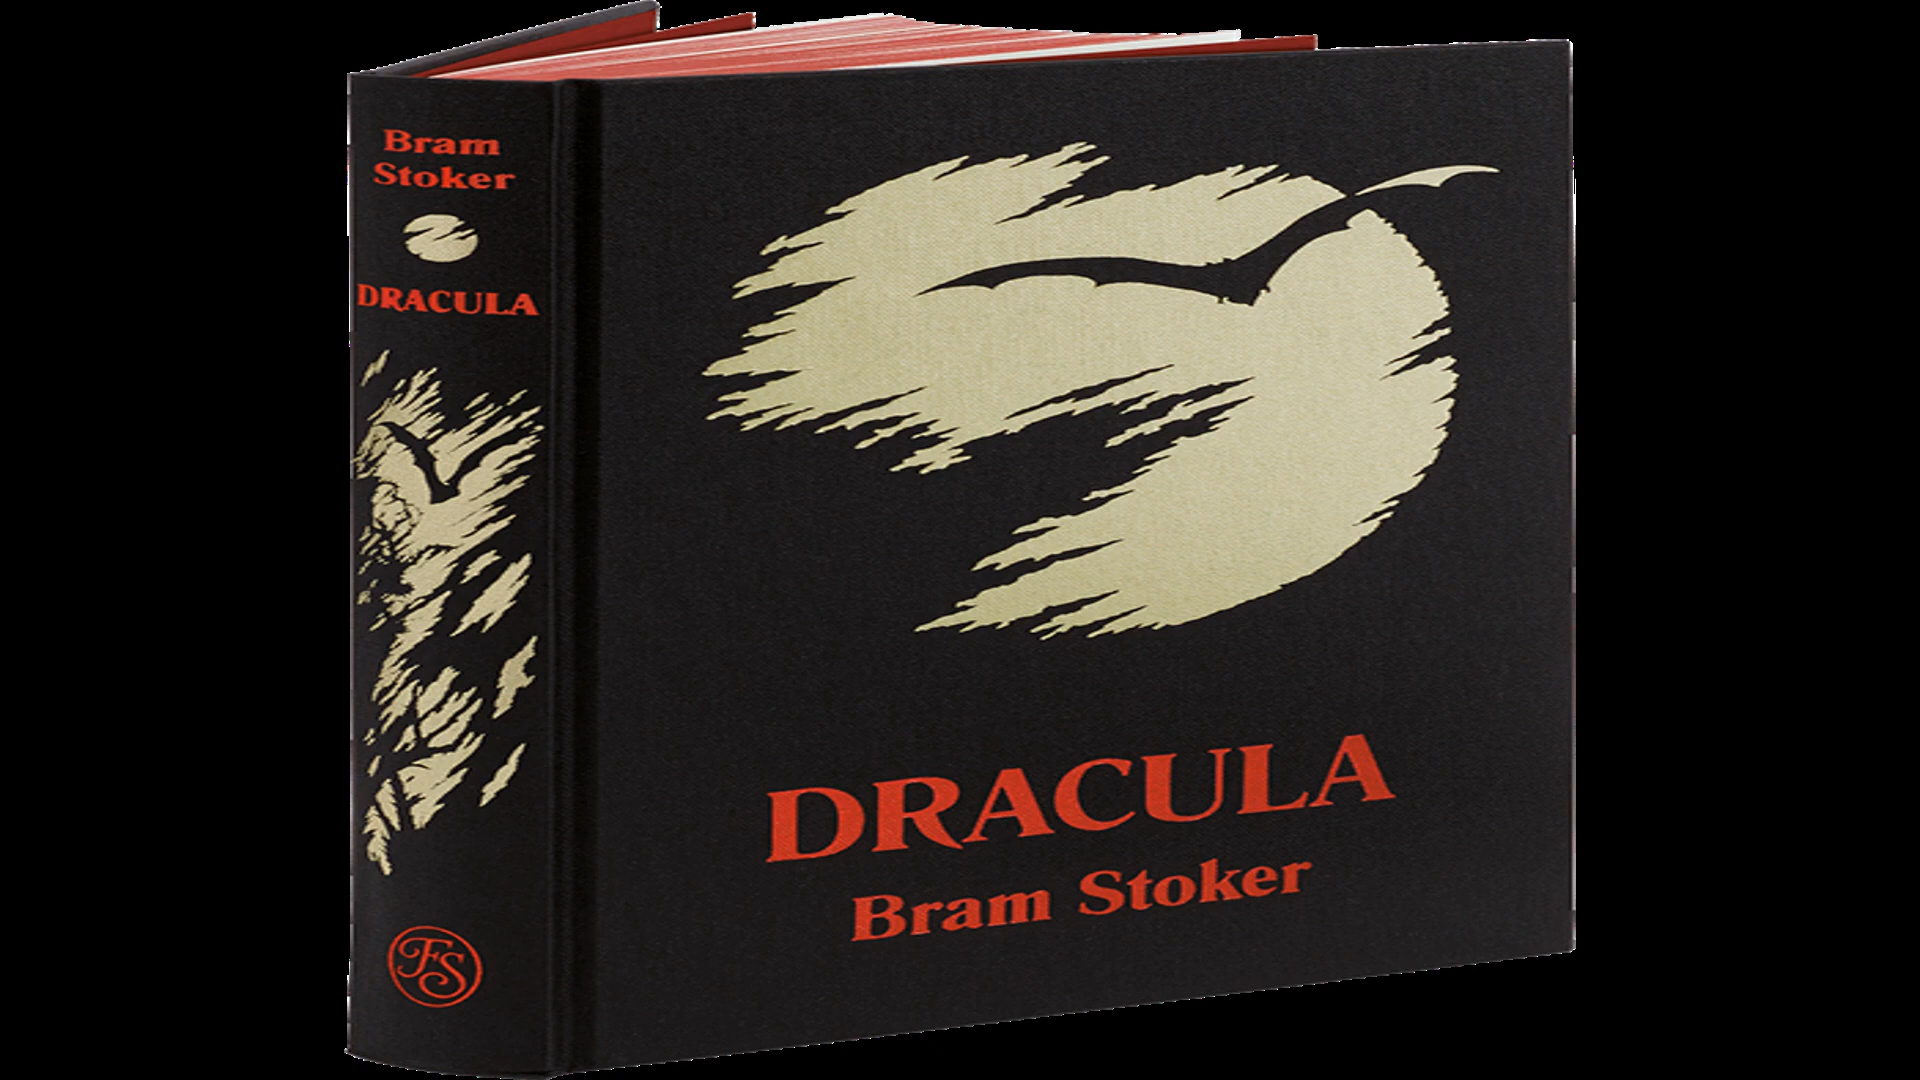 Bram
Stoker
DRACULA
FS
DRACULA
Bram Stoker